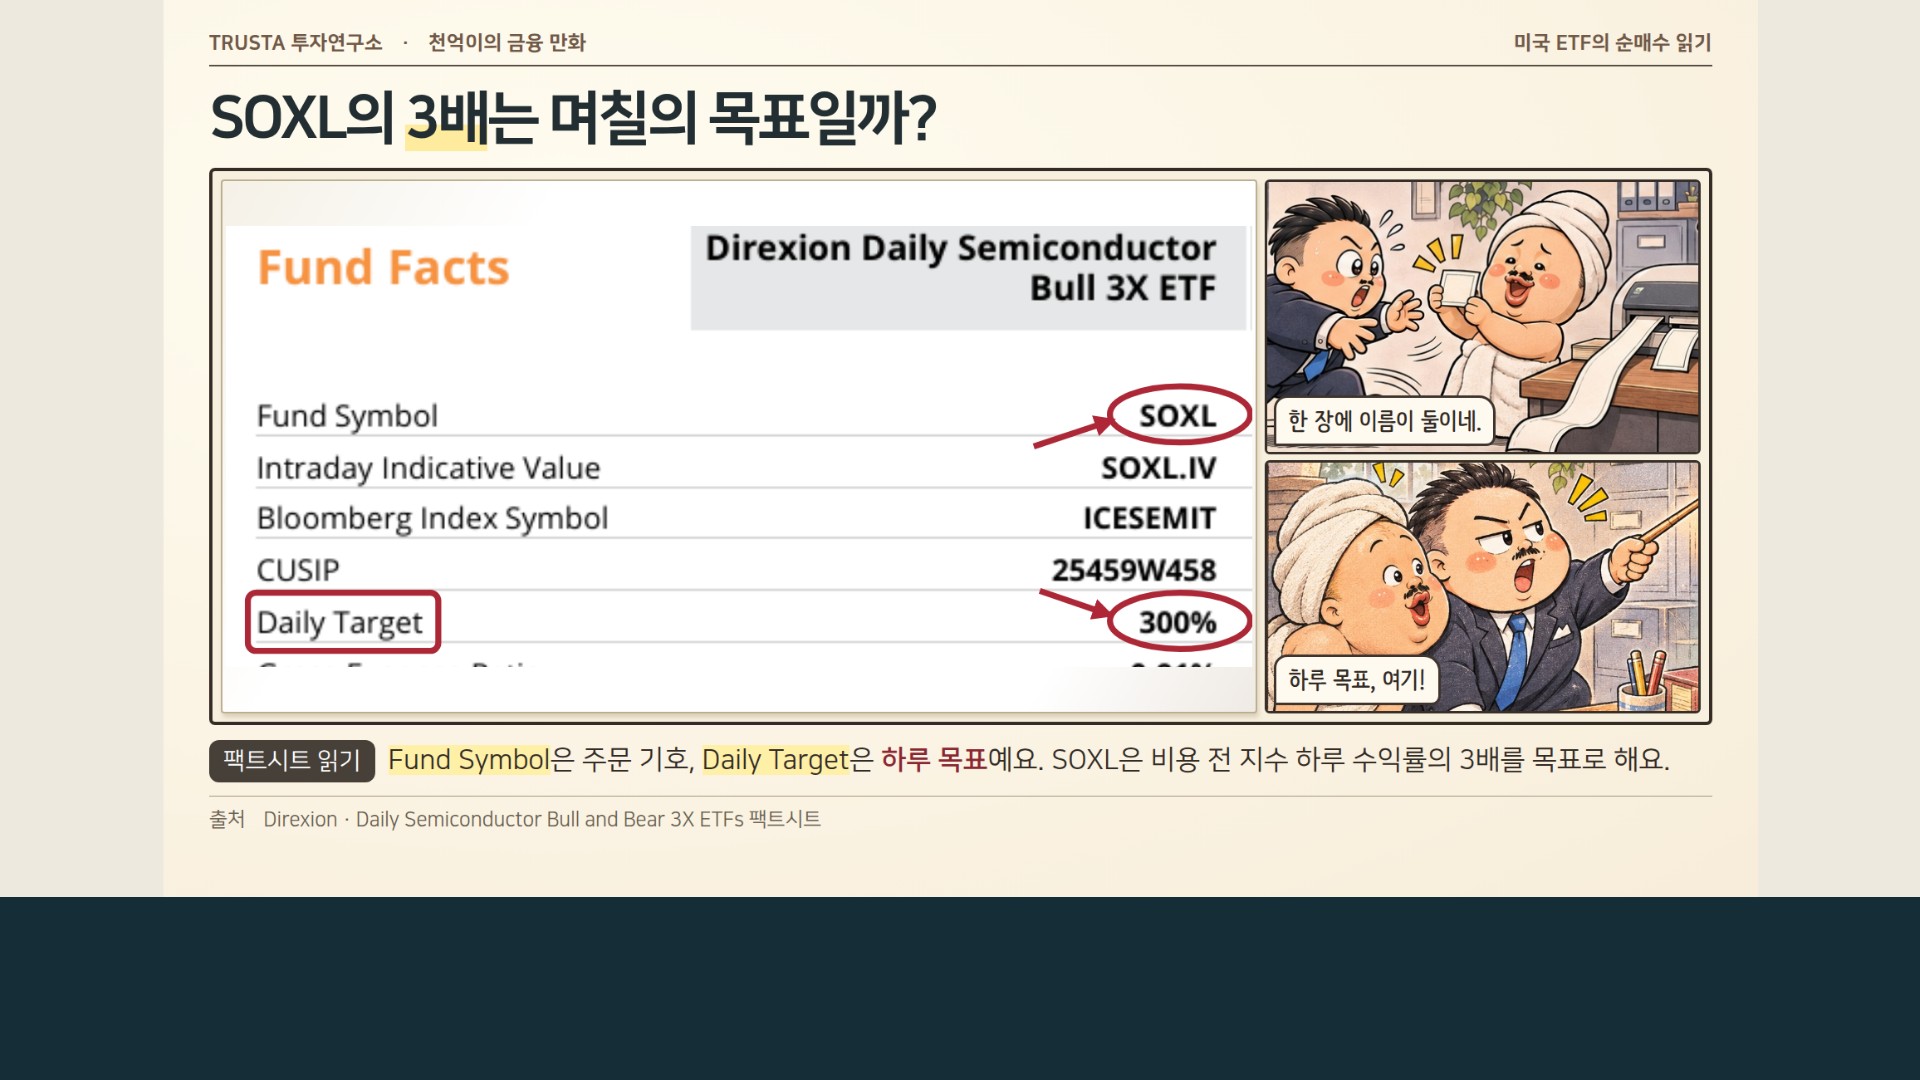 TRUSTA 투자연구소 · 천억이의 금융 만화
미국 ETF의 순매수 읽기
SOXL의 3배는 며칠의 목표일까?
Fund Facts
Direxion Daily Semiconductor
Bull 3X ETF
Fund Symbol SOXL
Intraday Indicative Value SOXL.IV
Bloomberg Index Symbol ICESEMIT
CUSIP 25459W458
Daily Target 300%
한 장에 이름이 둘이네.
하루 목표, 여기!
팩트시트 읽기 Fund Symbol은 주문 기호, Daily Target은 하루 목표예요. SOXL은 비용 전 지수 하루 수익률의 3배를 목표로 해요.
출처 Direxion · Daily Semiconductor Bull and Bear 3X ETFs 팩트시트